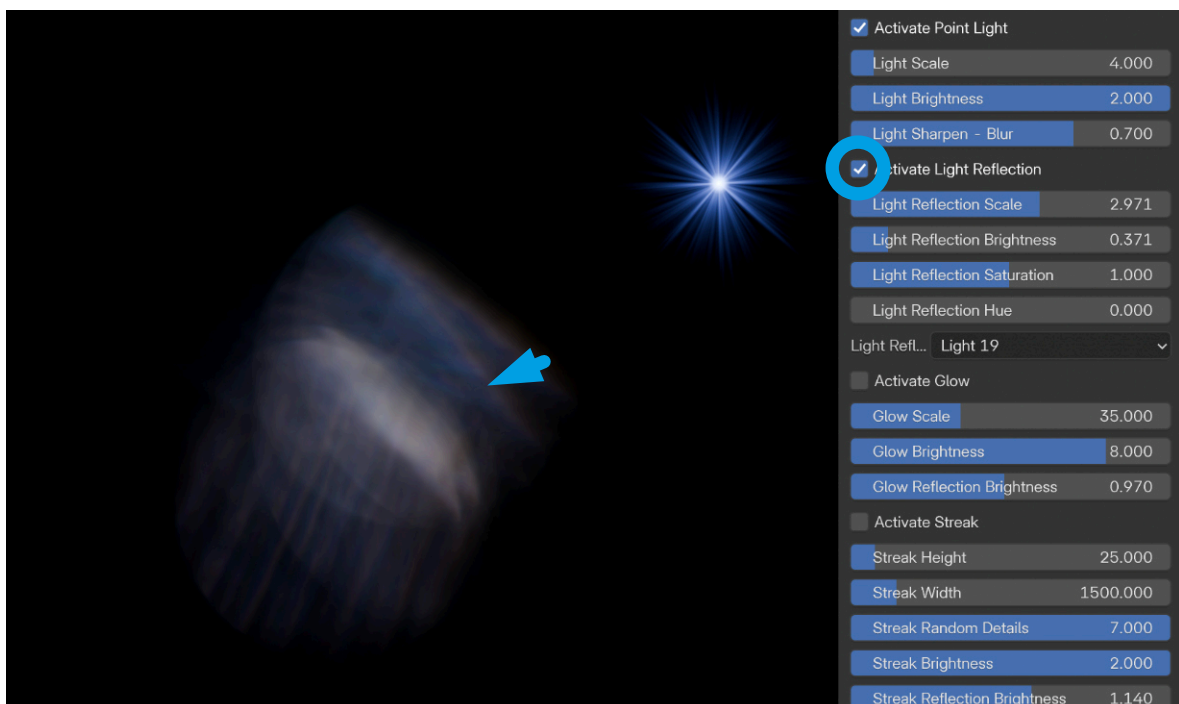 Activate Point Light
Light Scale 4.000
Light Brightness 2.000
Light Sharpen - Blur 0.700
Activate Light Reflection
Light Reflection Scale 2.971
Light Reflection Brightness 0.371
Light Reflection Saturation 1.000
Light Reflection Hue 0.000
Light Refl... Light 19
Activate Glow
Glow Scale 35.000
Glow Brightness 8.000
Glow Reflection Brightness 0.970
Activate Streak
Streak Height 25.000
Streak Width 1500.000
Streak Random Details 7.000
Streak Brightness 2.000
Streak Reflection Brightness 1.140